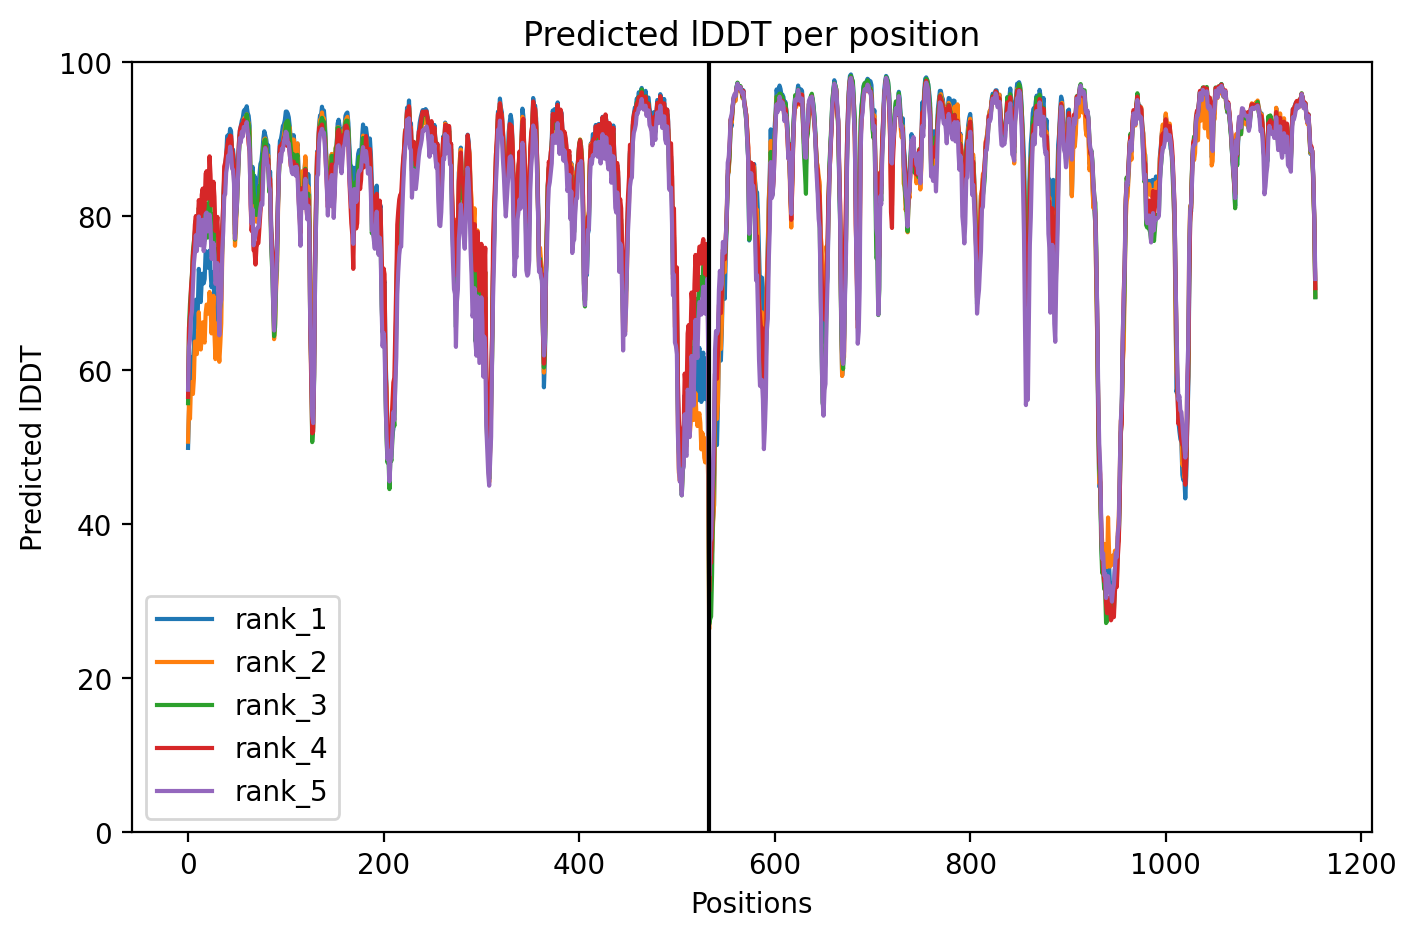 Predicted lDDT per position
100
80
60
40
20
0
Predicted lDDT
rank_1
rank_2
rank_3
rank_4
rank_5
0 200 400 600 800 1000 1200
Positions